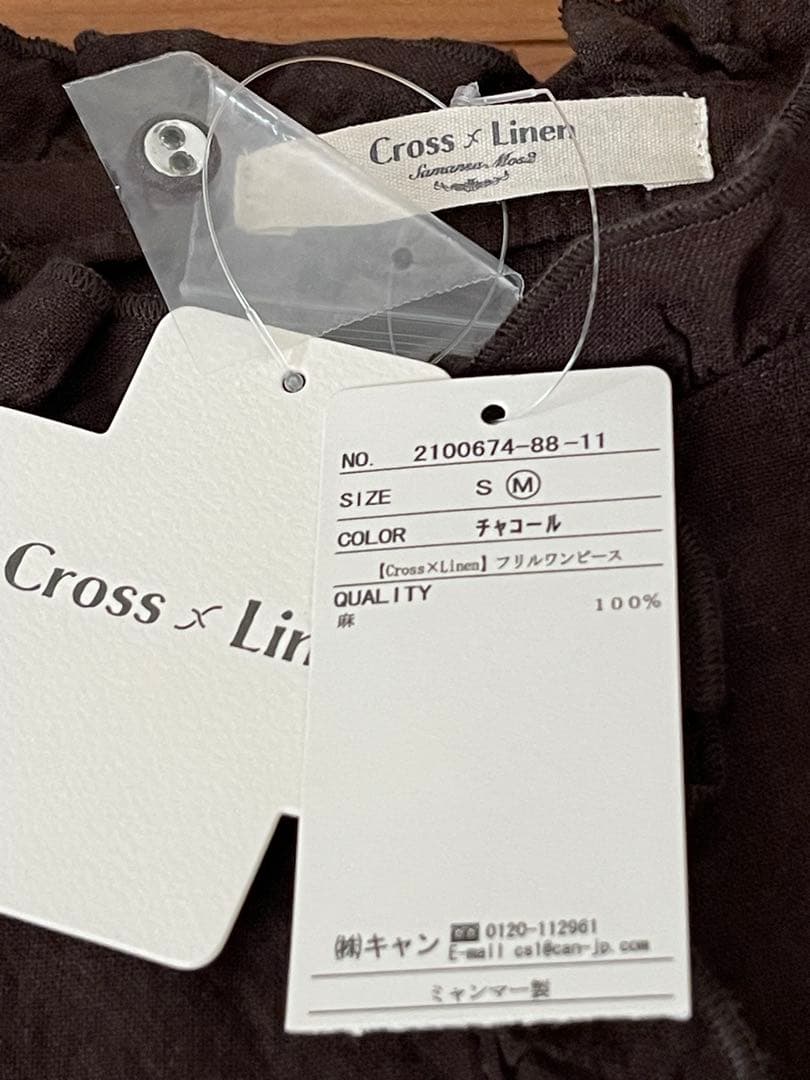 Cross × Linen
Samansa Mos2
Cross × Lin
NO. 2100674-88-11
SIZE S Ⓜ
COLOR チャコール
【Cross×Linen】フリルワンピース
QUALITY
麻 100%
㈱キャン 0120-112961
E-mail cal@can-jp.com
ミャンマー製